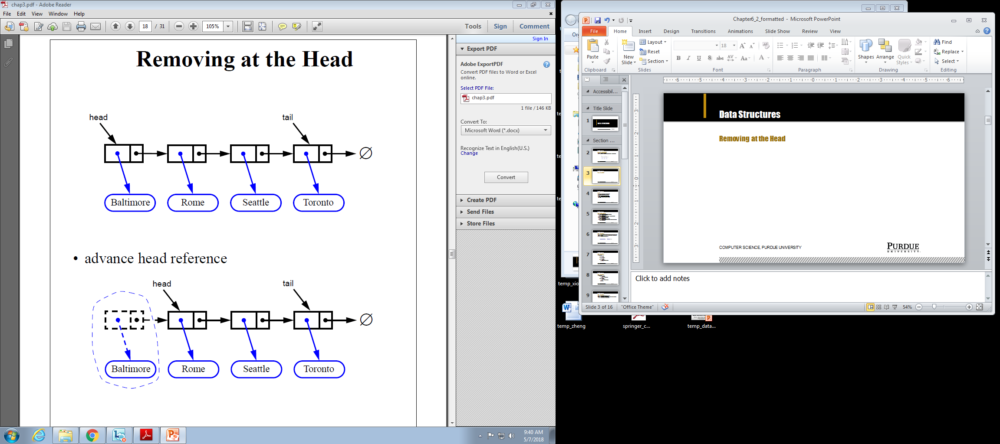 chap3.pdf - Adobe Reader
File Edit View Window Help
18 / 31
105%
Tools Sign Comment
Removing at the Head
head
tail
Baltimore Rome Seattle Toronto
• advance head reference
head
tail
Baltimore Rome Seattle Toronto
Sign In
Export PDF
Adobe ExportPDF
Convert PDF files to Word or Excel
online.
Select PDF File:
chap3.pdf
1 file / 146 KB
Convert To:
Microsoft Word (*.docx)
Recognize Text in English(U.S.)
Change
Convert
Create PDF
Send Files
Store Files
9:40 AM
5/7/2018
Chapter6_2_formatted - Microsoft PowerPoint
File Home Insert Design Transitions Animations Slide Show Review View
Paste
Clipboard
New
Slide
Layout
Reset
Section
Slides
18
B I U S abc AV Aa A
Font
Paragraph
Shapes Arrange Quick
Styles
Drawing
Find
Replace
Select
Editing
Accessibil...
Title Slide
1
Section ...
2
3
4
5
6
7
8
9
Data Structures
Removing at the Head
COMPUTER SCIENCE, PURDUE UNIVERSITY
PURDUE
UNIVERSITY
Click to add notes
Slide 3 of 16 "Office Theme" 54%
temp_xio
temp_zheng
springer_c...
temp_data...